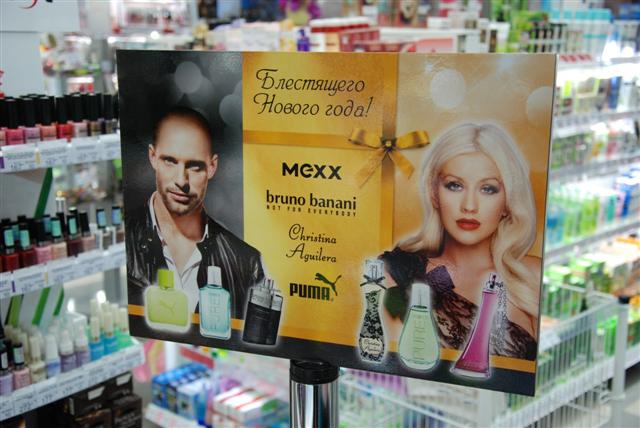 Блестящего
Нового года!
mexx
bruno banani
NOT FOR EVERYBODY
Christina
Aguilera
PUMA